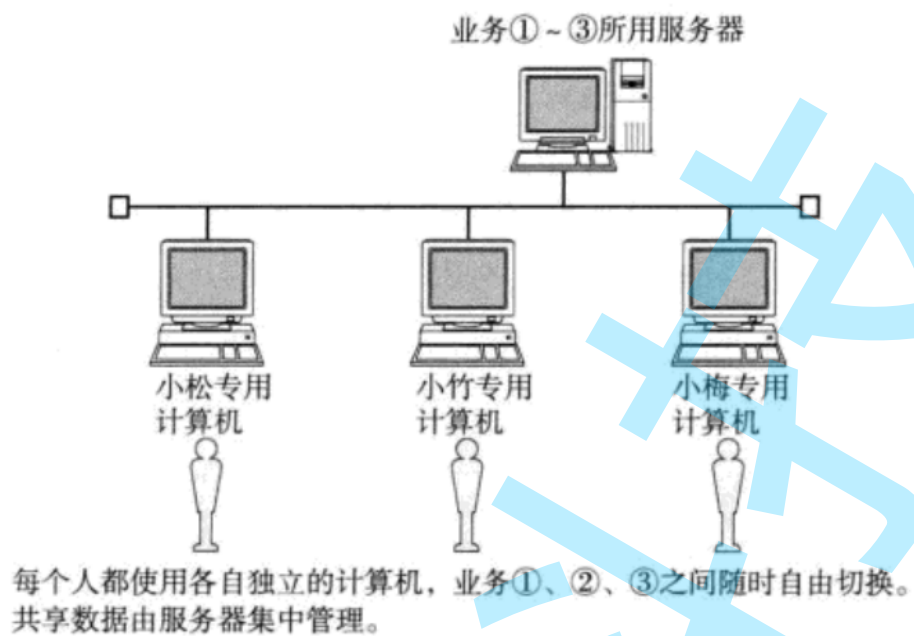 业务①~③所用服务器
小松专用 小竹专用 小梅专用
计算机 计算机 计算机
每个人都使用各自独立的计算机，业务①、②、③之间随时自由切换。
共享数据由服务器集中管理。